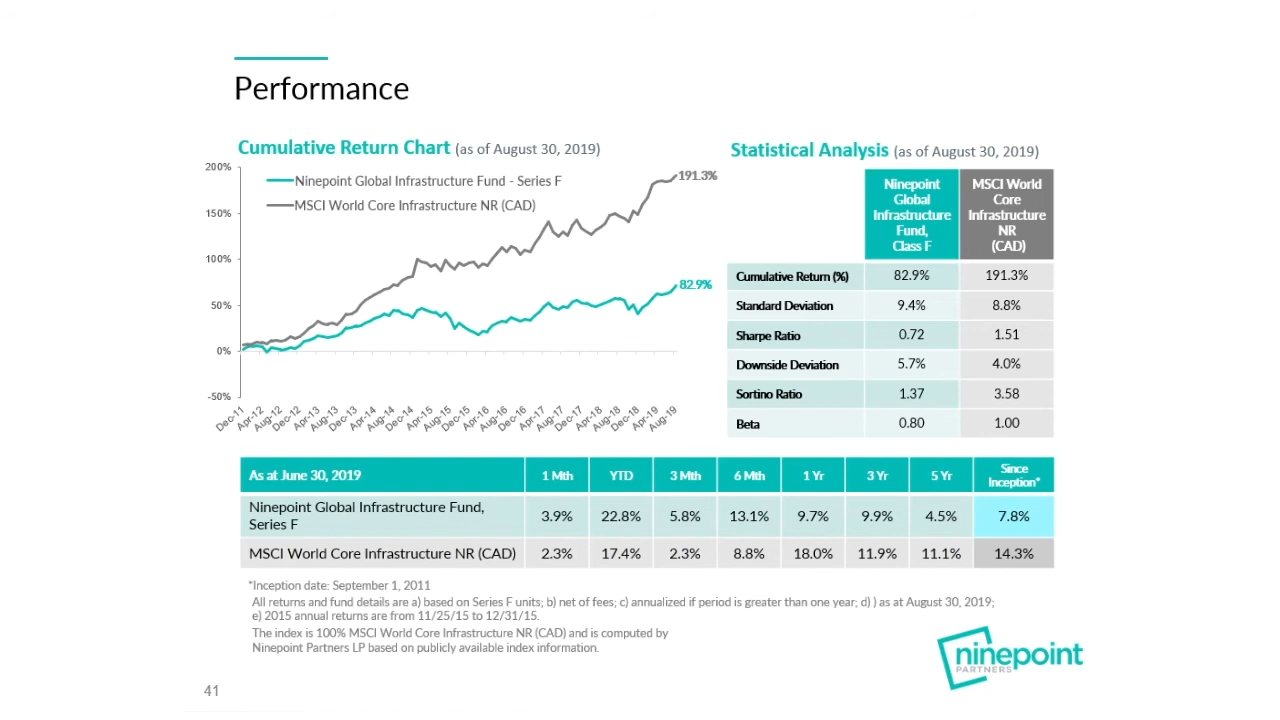 Performance
Cumulative Return Chart (as of August 30, 2019)
200%
150%
100%
50%
0%
-50%
Ninepoint Global Infrastructure Fund - Series F
MSCI World Core Infrastructure NR (CAD)
191.3%
82.9%
Dec-11 Apr-12 Aug-12 Dec-12 Apr-13 Aug-13 Dec-13 Apr-14 Aug-14 Dec-14 Apr-15 Aug-15 Dec-15 Apr-16 Aug-16 Dec-16 Apr-17 Aug-17 Dec-17 Apr-18 Aug-18 Dec-18 Apr-19 Aug-19
Statistical Analysis (as of August 30, 2019)
Ninepoint
Global
Infrastructure
Fund,
Class F
MSCI World
Core
Infrastructure
NR
(CAD)
Cumulative Return (%) 82.9% 191.3%
Standard Deviation 9.4% 8.8%
Sharpe Ratio 0.72 1.51
Downside Deviation 5.7% 4.0%
Sortino Ratio 1.37 3.58
Beta 0.80 1.00
As at June 30, 2019 1 Mth YTD 3 Mth 6 Mth 1 Yr 3 Yr 5 Yr Since
Inception*
Ninepoint Global Infrastructure Fund,
Series F 3.9% 22.8% 5.8% 13.1% 9.7% 9.9% 4.5% 7.8%
MSCI World Core Infrastructure NR (CAD) 2.3% 17.4% 2.3% 8.8% 18.0% 11.9% 11.1% 14.3%
*Inception date: September 1, 2011
All returns and fund details are a) based on Series F units; b) net of fees; c) annualized if period is greater than one year; d) ) as at August 30, 2019;
e) 2015 annual returns are from 11/25/15 to 12/31/15.
The index is 100% MSCI World Core Infrastructure NR (CAD) and is computed by
Ninepoint Partners LP based on publicly available index information.
ninepoint
PARTNERS
41